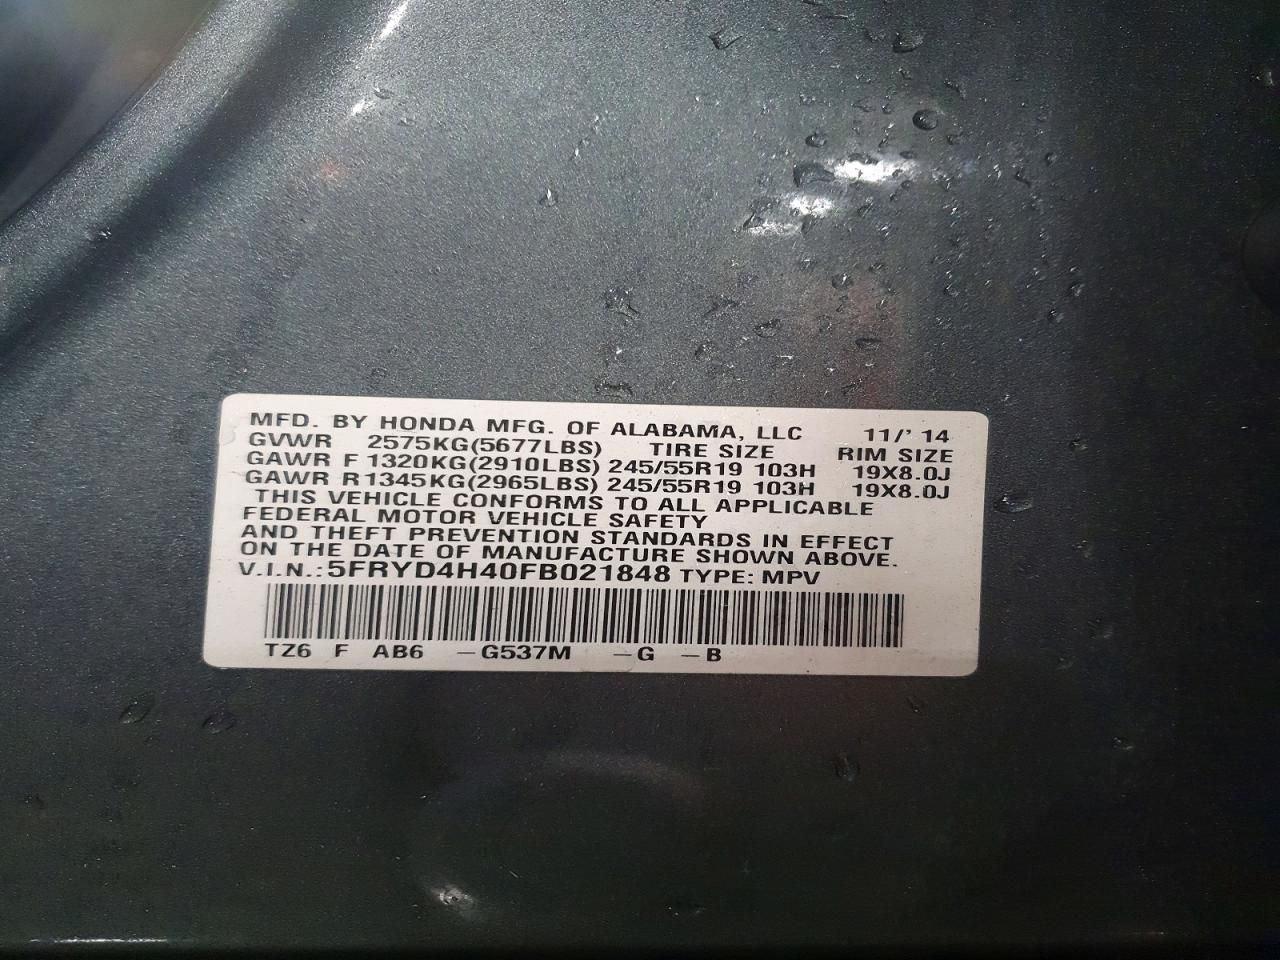 MFD. BY HONDA MFG. OF ALABAMA, LLC 11/' 14
GVWR 2575KG(5677LBS) TIRE SIZE RIM SIZE
GAWR F 1320KG(2910LBS) 245/55R19 103H 19X8.0J
GAWR R 1345KG(2965LBS) 245/55R19 103H 19X8.0J
THIS VEHICLE CONFORMS TO ALL APPLICABLE
FEDERAL MOTOR VEHICLE SAFETY
AND THEFT PREVENTION STANDARDS IN EFFECT
ON THE DATE OF MANUFACTURE SHOWN ABOVE.
V.I.N.: 5FRYD4H40FB021848 TYPE: MPV
TZ6 F AB6 -G537M -G -B